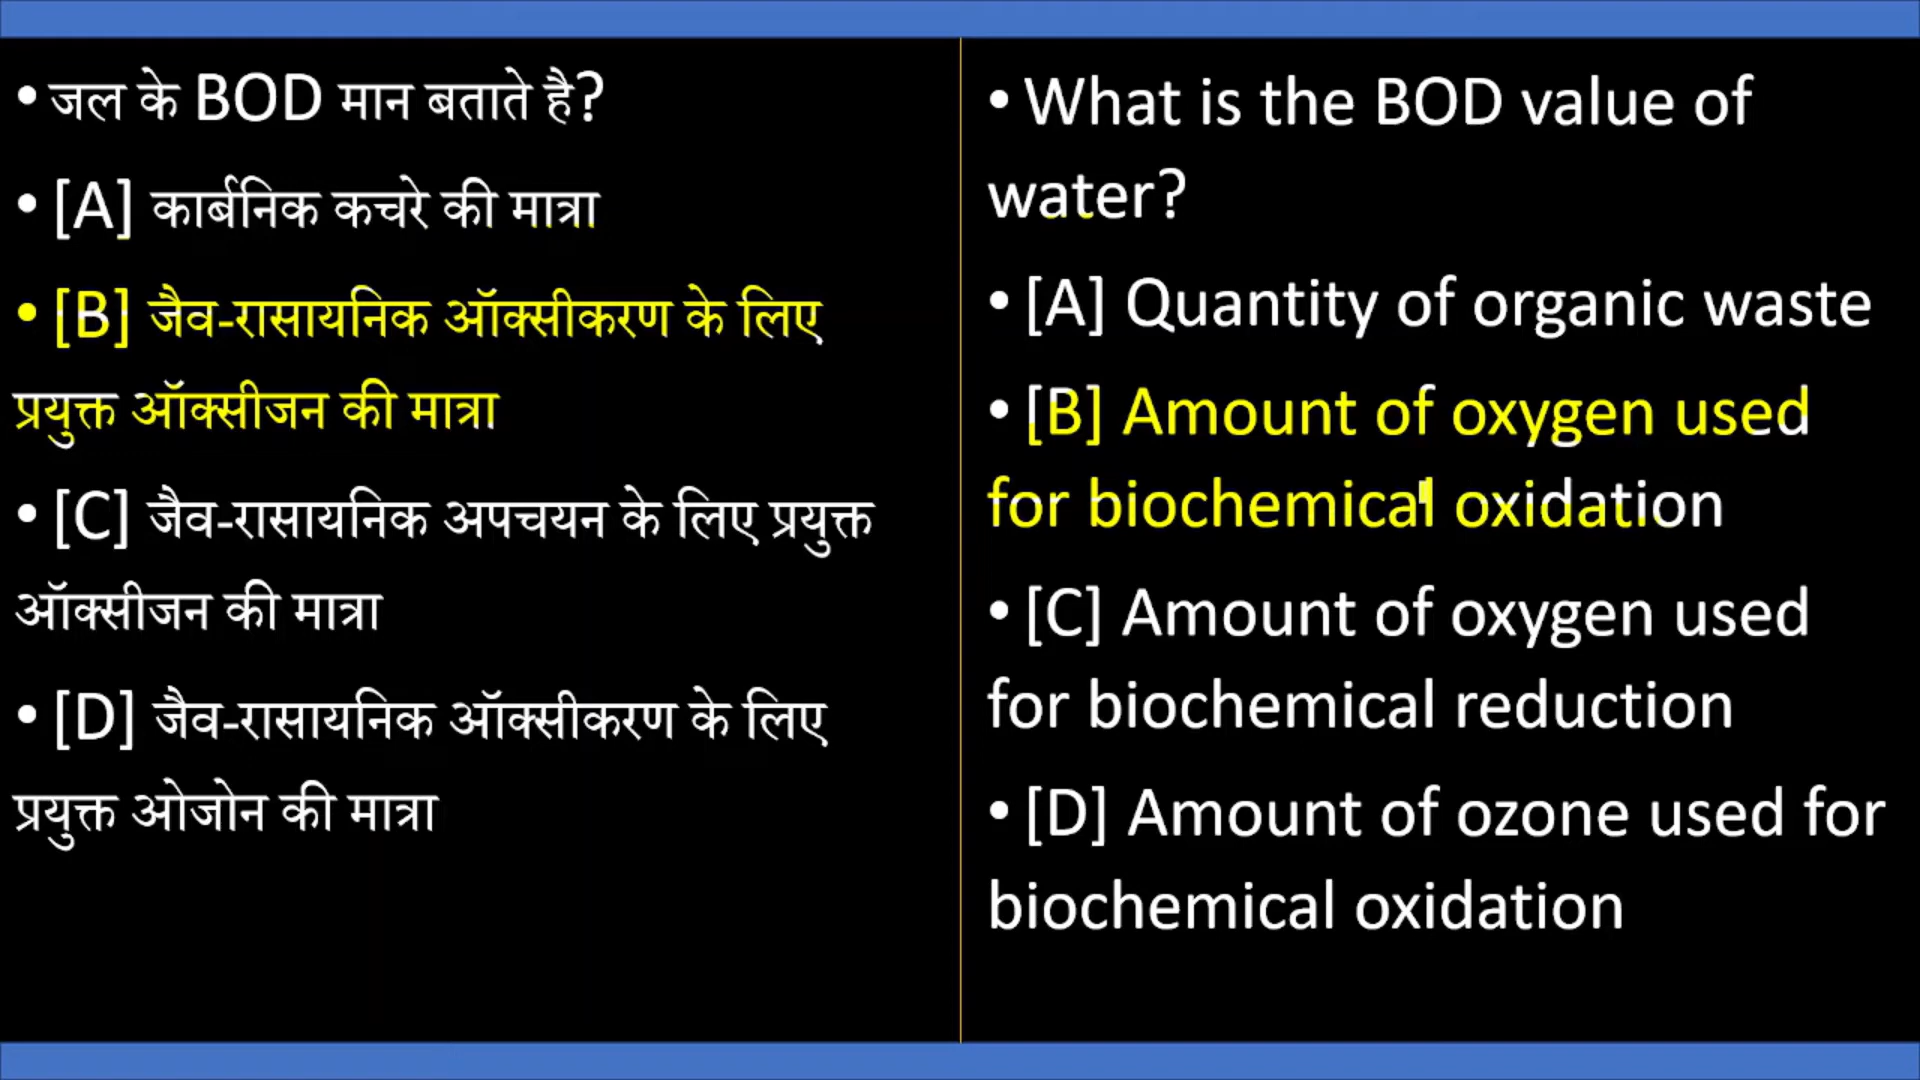 • जल के BOD मान बताते है?
• [A] कार्बनिक कचरे की मात्रा
• [B] जैव-रासायनिक ऑक्सीकरण के लिए
प्रयुक्त ऑक्सीजन की मात्रा
• [C] जैव-रासायनिक अपचयन के लिए प्रयुक्त
ऑक्सीजन की मात्रा
• [D] जैव-रासायनिक ऑक्सीकरण के लिए
प्रयुक्त ओजोन की मात्रा
• What is the BOD value of
water?
• [A] Quantity of organic waste
• [B] Amount of oxygen used
for biochemical oxidation
• [C] Amount of oxygen used
for biochemical reduction
• [D] Amount of ozone used for
biochemical oxidation